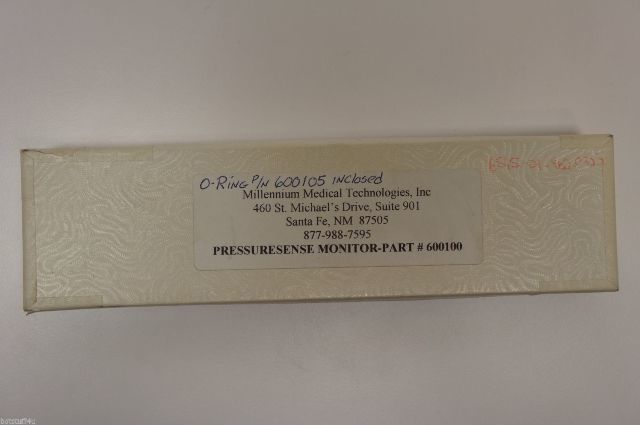 O-Ring P/N 600105 inclosed
Millennium Medical Technologies, Inc
460 St. Michael's Drive, Suite 901
Santa Fe, NM 87505
877-988-7595
PRESSURESENSE MONITOR-PART # 600100
botstuff4u